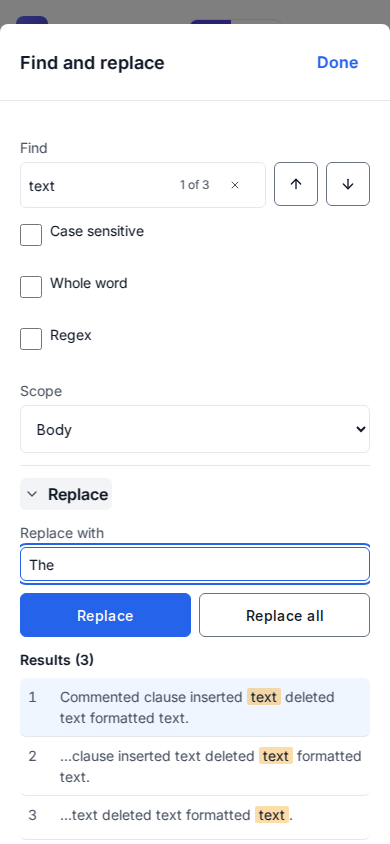 Find and replace
Done
Find
text
1 of 3
Case sensitive
Whole word
Regex
Scope
Body
Replace
Replace with
The
Replace
Replace all
Results (3)
1 Commented clause inserted text deleted
text formatted text.
2 ...clause inserted text deleted text formatted
text.
3 ...text deleted text formatted text.